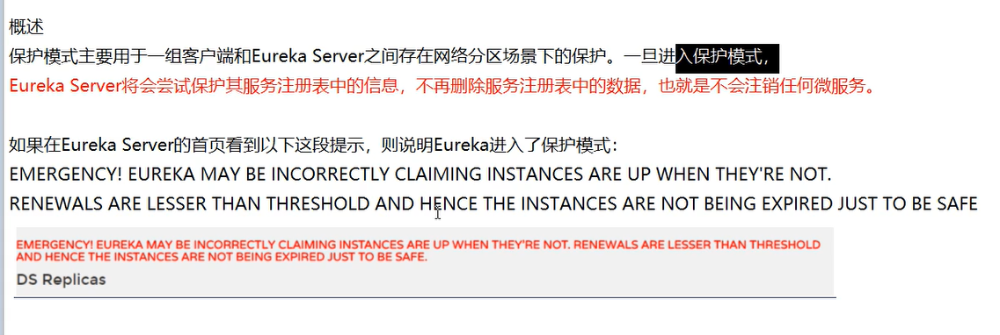 概述
保护模式主要用于一组客户端和Eureka Server之间存在网络分区场景下的保护。一旦进入保护模式，
Eureka Server将会尝试保护其服务注册表中的信息，不再删除服务注册表中的数据，也就是不会注销任何微服务。
如果在Eureka Server的首页看到以下这段提示，则说明Eureka进入了保护模式：
EMERGENCY! EUREKA MAY BE INCORRECTLY CLAIMING INSTANCES ARE UP WHEN THEY'RE NOT.
RENEWALS ARE LESSER THAN THRESHOLD AND HENCE THE INSTANCES ARE NOT BEING EXPIRED JUST TO BE SAFE
EMERGENCY! EUREKA MAY BE INCORRECTLY CLAIMING INSTANCES ARE UP WHEN THEY'RE NOT. RENEWALS ARE LESSER THAN THRESHOLD
AND HENCE THE INSTANCES ARE NOT BEING EXPIRED JUST TO BE SAFE.
DS Replicas